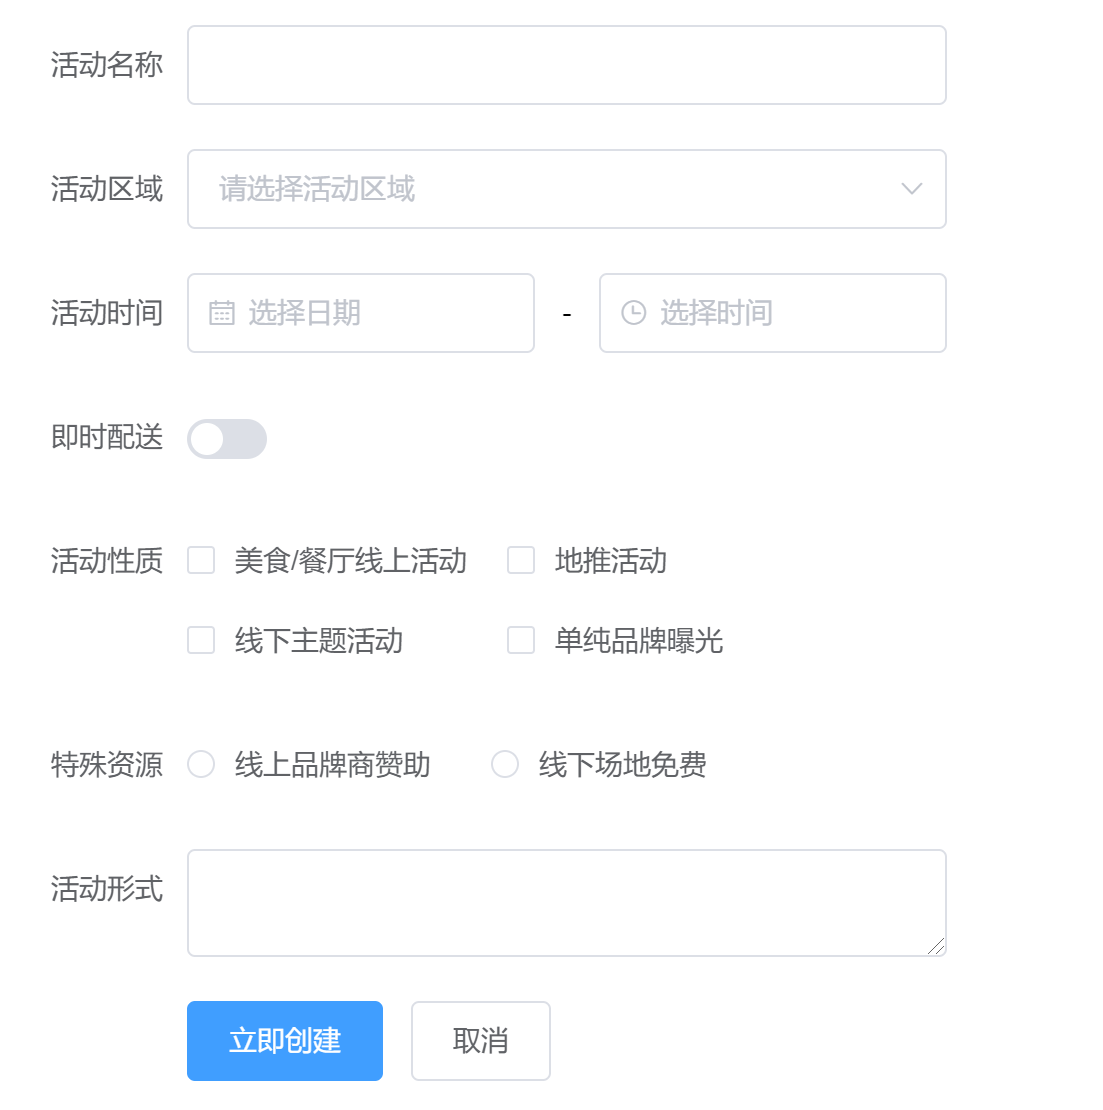 活动名称
活动区域 请选择活动区域
活动时间 选择日期 - 选择时间
即时配送
活动性质 美食/餐厅线上活动 地推活动
线下主题活动 单纯品牌曝光
特殊资源 线上品牌商赞助 线下场地免费
活动形式
立即创建 取消